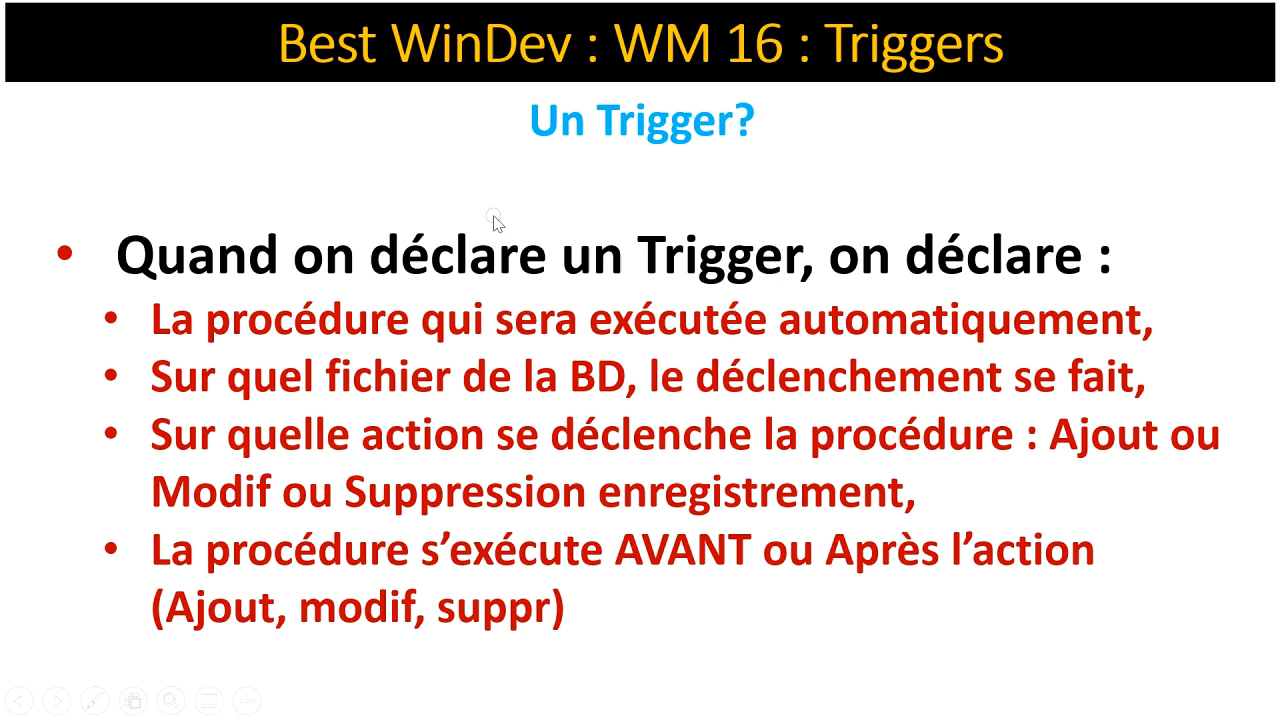 Best WinDev : WM 16 : Triggers
Un Trigger?
• Quand on déclare un Trigger, on déclare :
• La procédure qui sera exécutée automatiquement,
• Sur quel fichier de la BD, le déclenchement se fait,
• Sur quelle action se déclenche la procédure : Ajout ou
Modif ou Suppression enregistrement,
• La procédure s’exécute AVANT ou Après l’action
(Ajout, modif, suppr)